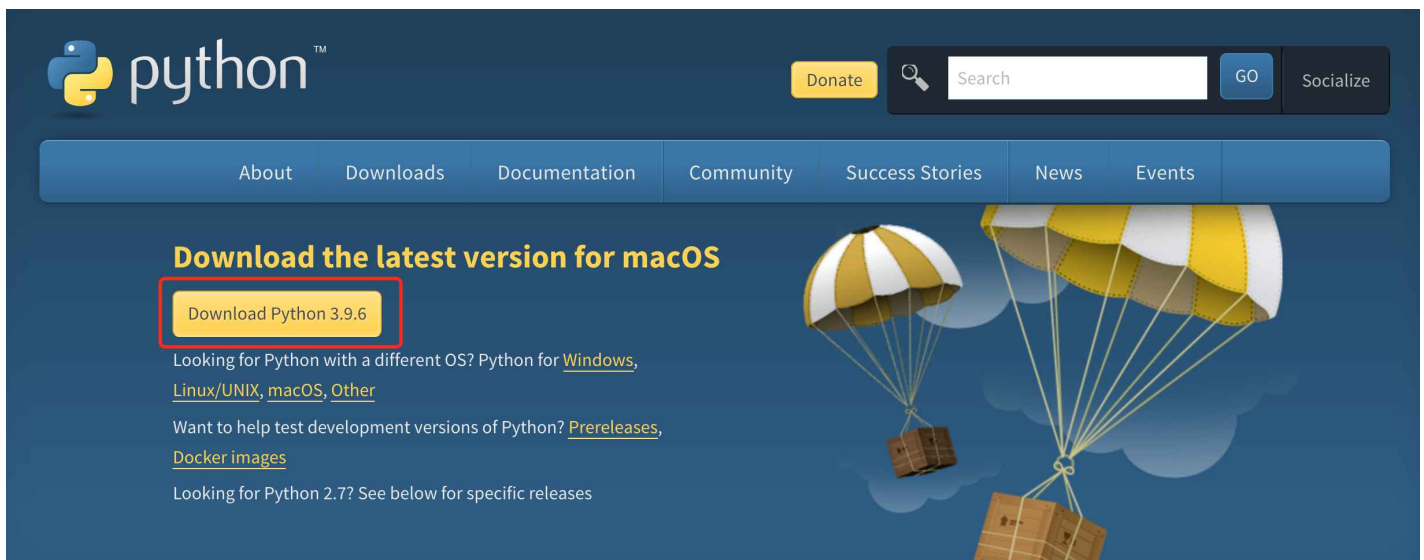 python™
Donate
Search
GO
Socialize
About
Downloads
Documentation
Community
Success Stories
News
Events
Download the latest version for macOS
Download Python 3.9.6
Looking for Python with a different OS? Python for Windows,
Linux/UNIX, macOS, Other
Want to help test development versions of Python? Prereleases,
Docker images
Looking for Python 2.7? See below for specific releases